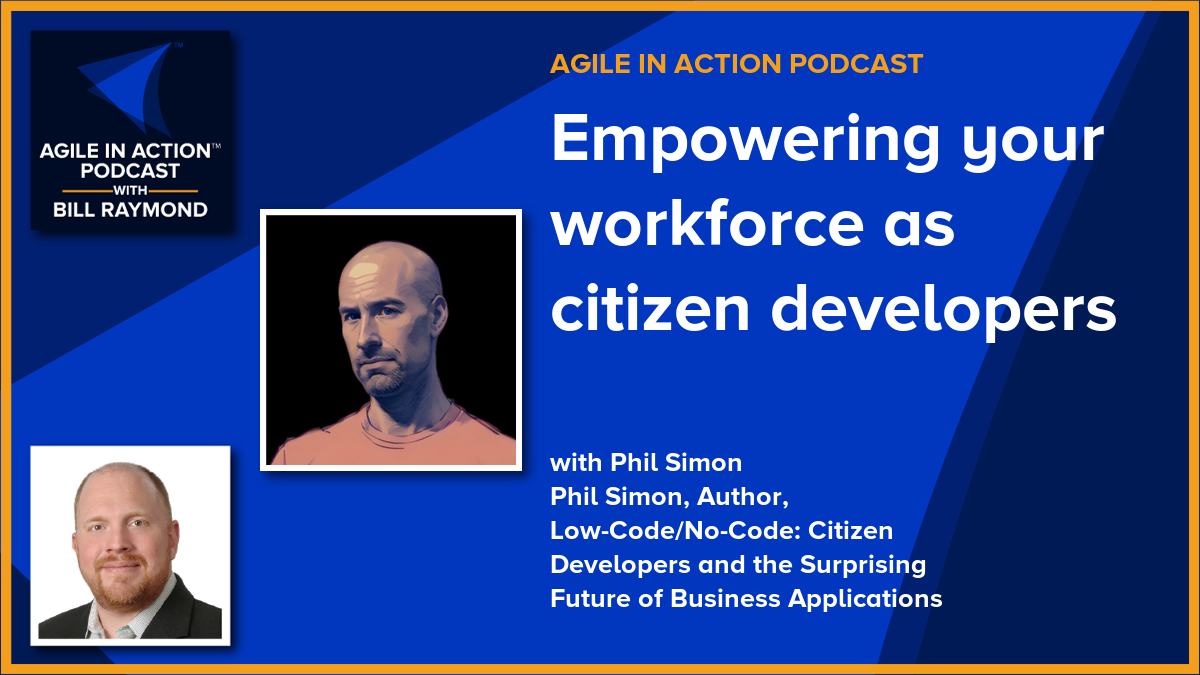 ™
AGILE IN ACTION™
PODCAST
WITH
BILL RAYMOND
AGILE IN ACTION PODCAST
Empowering your
workforce as
citizen developers
with Phil Simon
Phil Simon, Author,
Low-Code/No-Code: Citizen
Developers and the Surprising
Future of Business Applications